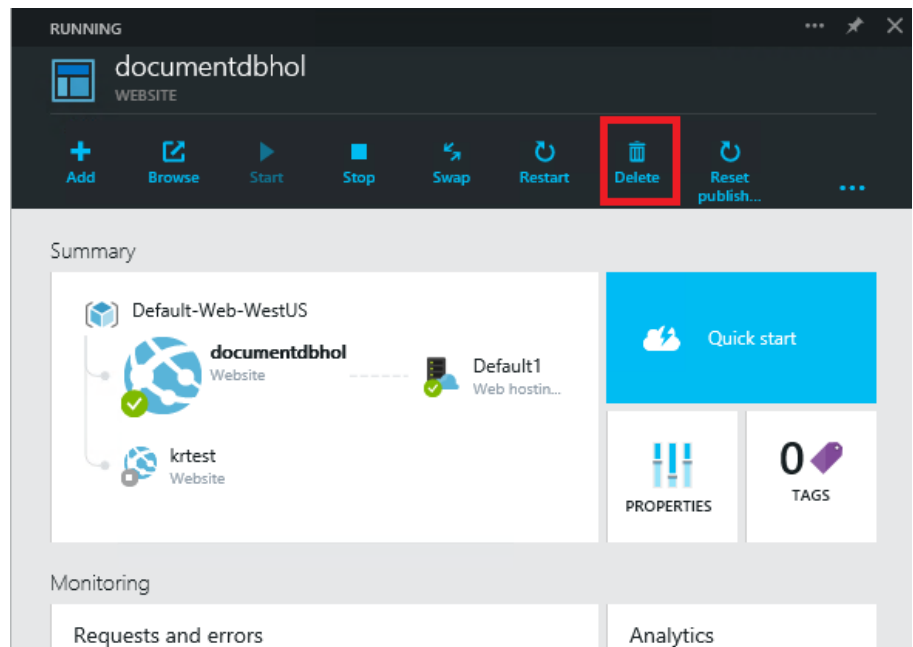 RUNNING
documentdbhol
WEBSITE
Add Browse Start Stop Swap Restart Delete Reset
publish...
Summary
Default-Web-WestUS
documentdbhol
Website
Default1
Web hostin...
krtest
Website
Quick start
PROPERTIES
0
TAGS
Monitoring
Requests and errors
Analytics